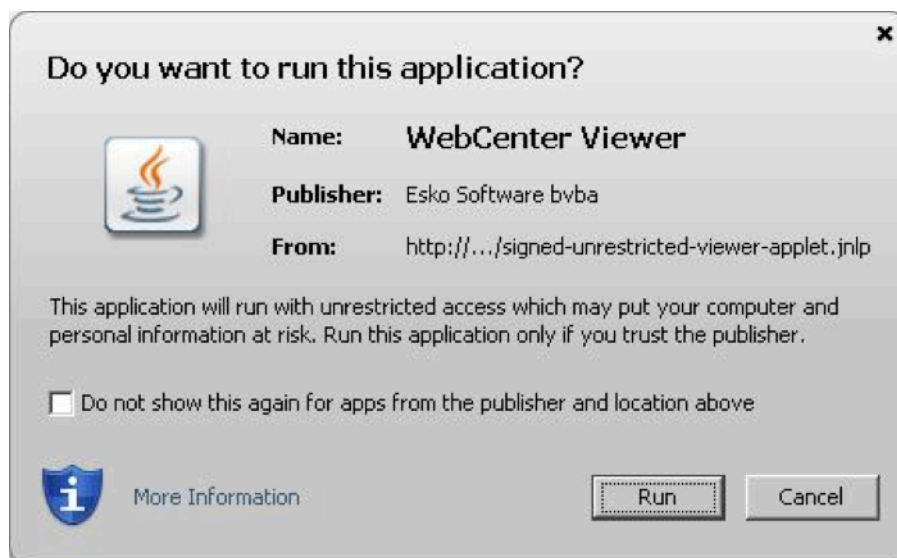 Do you want to run this application?
Name: WebCenter Viewer
Publisher: Esko Software bvba
From: http://.../signed-unrestricted-viewer-applet.jnlp
This application will run with unrestricted access which may put your computer and
personal information at risk. Run this application only if you trust the publisher.
Do not show this again for apps from the publisher and location above
More Information
Run
Cancel